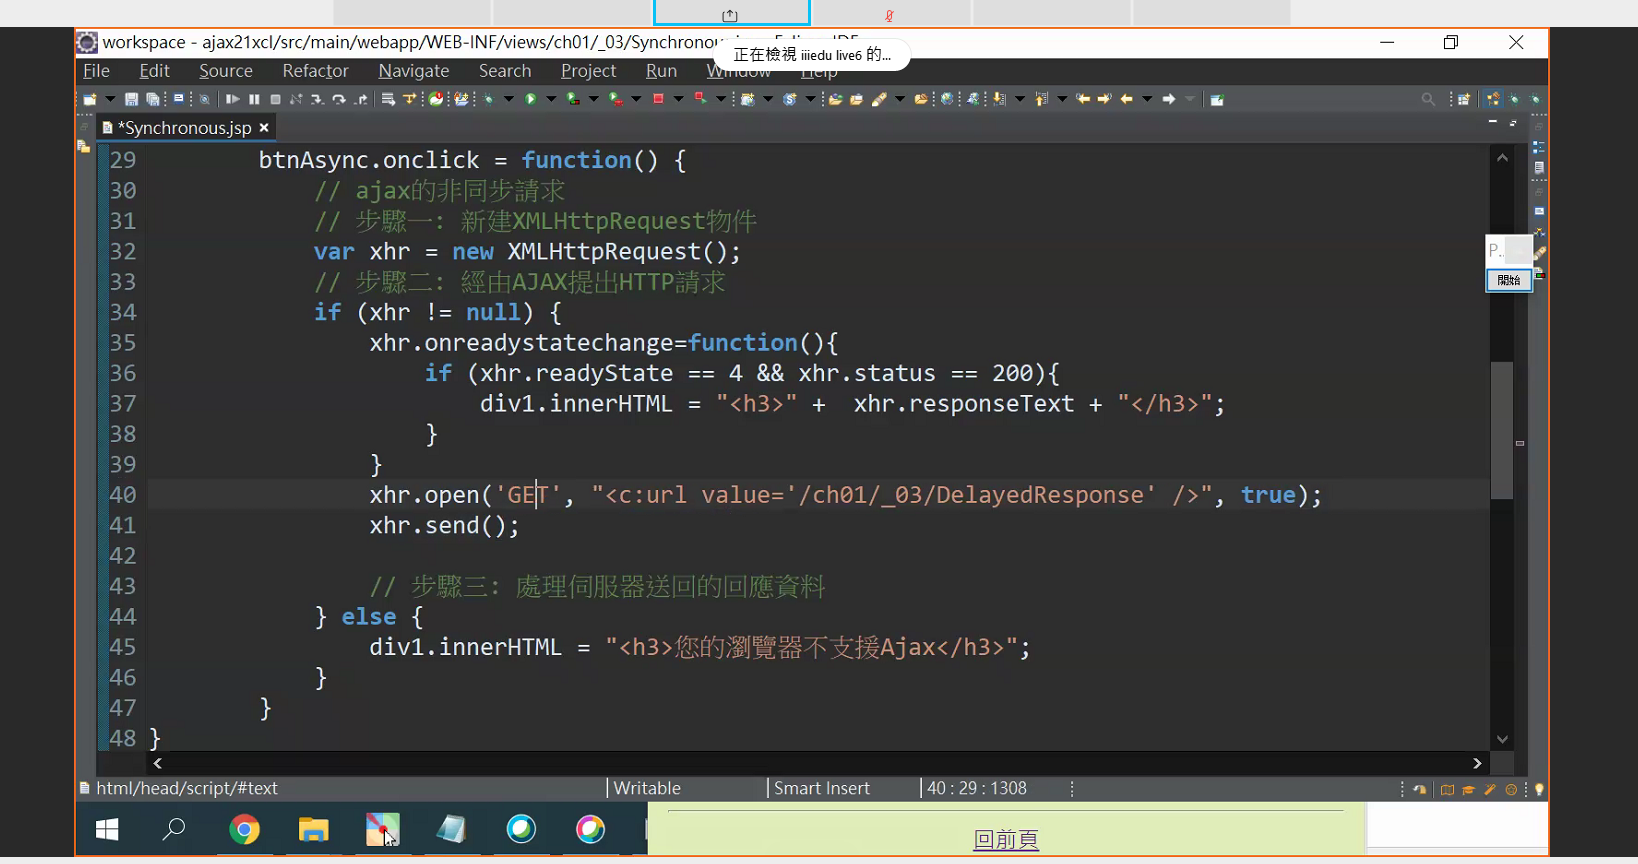 workspace - ajax21xcl/src/main/webapp/WEB-INF/views/ch01/_03/Synchronou
正在檢視 iiiedu live6 的...
File Edit Source Refactor Navigate Search Project Run Window Help
*Synchronous.jsp
29 btnAsync.onclick = function() {
30 // ajax的非同步請求
31 // 步驟一: 新建XMLHttpRequest物件
32 var xhr = new XMLHttpRequest();
33 // 步驟二: 經由AJAX提出HTTP請求
34 if (xhr != null) {
35 xhr.onreadystatechange=function(){
36 if (xhr.readyState == 4 && xhr.status == 200){
37 div1.innerHTML = "<h3>" +  xhr.responseText + "</h3>";
38 }
39 }
40 xhr.open('GET', "<c:url value='/ch01/_03/DelayedResponse' />", true);
41 xhr.send();
42
43 // 步驟三: 處理伺服器送回的回應資料
44 } else {
45 div1.innerHTML = "<h3>您的瀏覽器不支援Ajax</h3>";
46 }
47 }
48 }
P..
開始
html/head/script/#text Writable Smart Insert 40 : 29 : 1308
回前頁